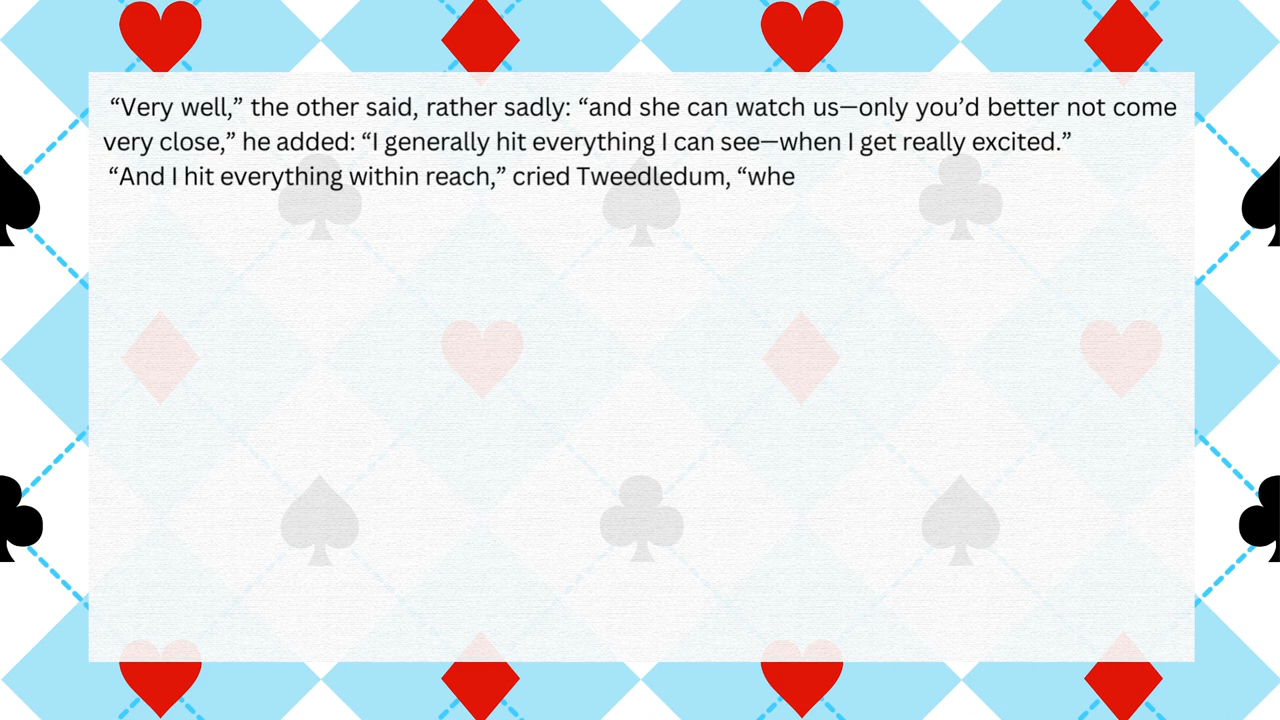 “Very well,” the other said, rather sadly: “and she can watch us—only you’d better not come
very close,” he added: “I generally hit everything I can see—when I get really excited.”
“And I hit everything within reach,” cried Tweedledum, “whe